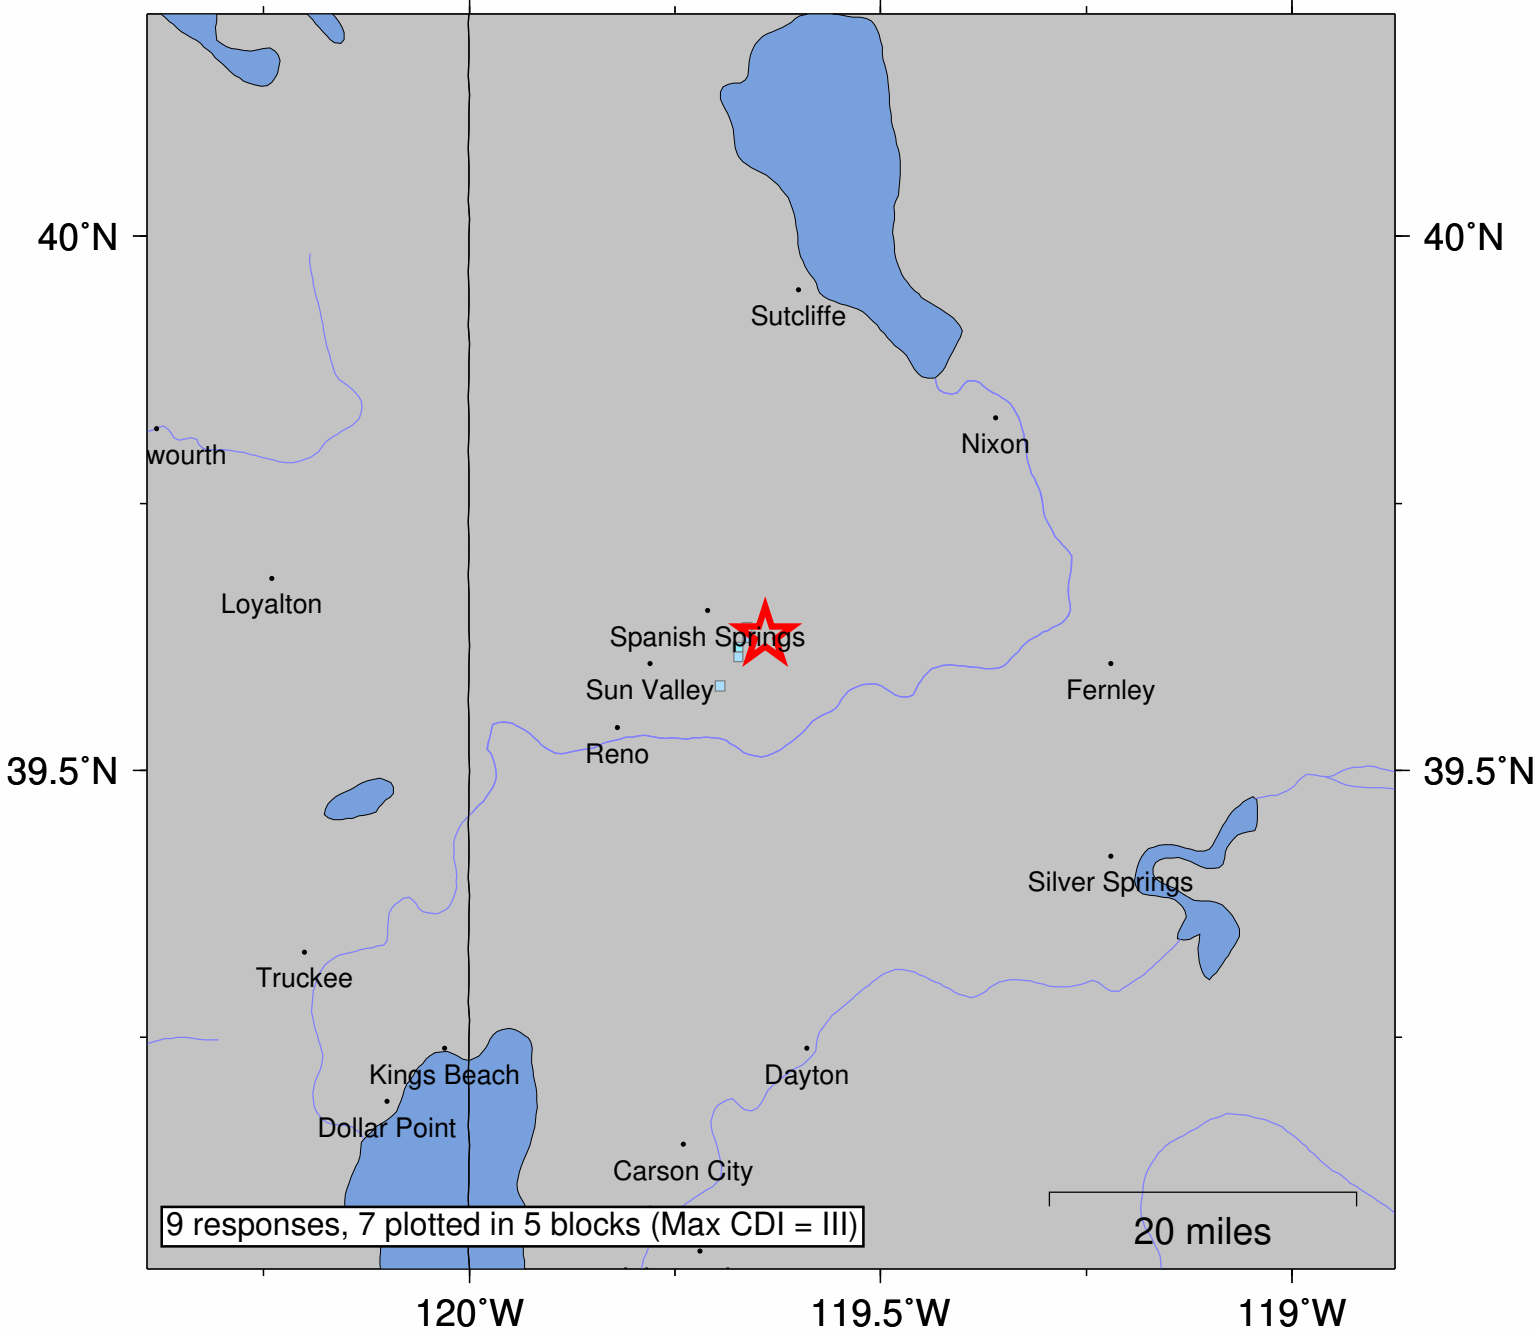 40˚N
40˚N
Sutcliffe
Nixon
wourth
Loyalton
Spanish Springs
Sun Valley
Fernley
Reno
39.5˚N
39.5˚N
Silver Springs
Truckee
Kings Beach
Dayton
Dollar Point
Carson City
9 responses, 7 plotted in 5 blocks (Max CDI = III)
20 miles
120˚W
119.5˚W
119˚W